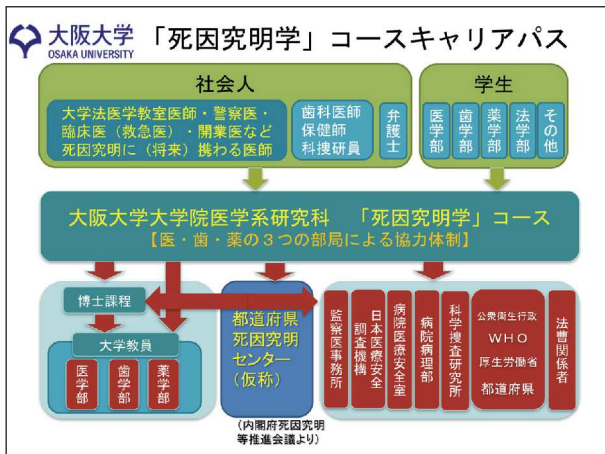 大阪大学
OSAKA UNIVERSITY
「死因究明学」コースキャリアパス
社会人
大学法医学教室医師・警察医・
臨床医（救急医）・開業医など
死因究明に（将来）携わる医師
歯科医師
保健師
科捜研員
弁護士
学生
医学部
歯学部
薬学部
法学部
その他
大阪大学大学院医学系研究科　「死因究明学」コース
【医・歯・薬の３つの部局による協力体制】
博士課程
大学教員
医学部
歯学部
薬学部
都道府県
死因究明
センター
（仮称）
（内閣府死因究明
等推進会議より）
監察医事務所
日本医療安全
調査機構
病院医療安全室
病院病理部
科学捜査研究所
公衆衛生行政
ＷＨＯ
厚生労働省
都道府県
法曹関係者